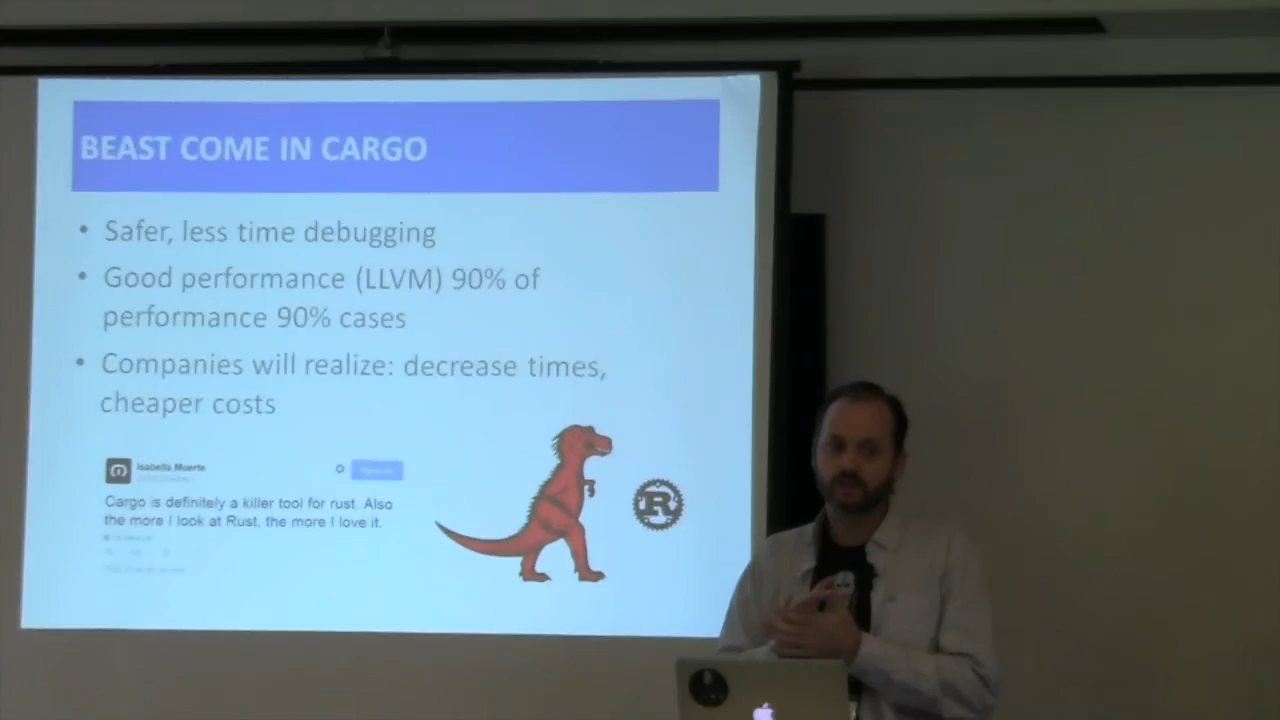 BEAST COME IN CARGO
• Safer, less time debugging
• Good performance (LLVM) 90% of
performance 90% cases
• Companies will realize: decrease times,
cheaper costs
Isabella Muerte
Cargo is definitely a killer tool for rust. Also
the more I look at Rust, the more I love it.
R